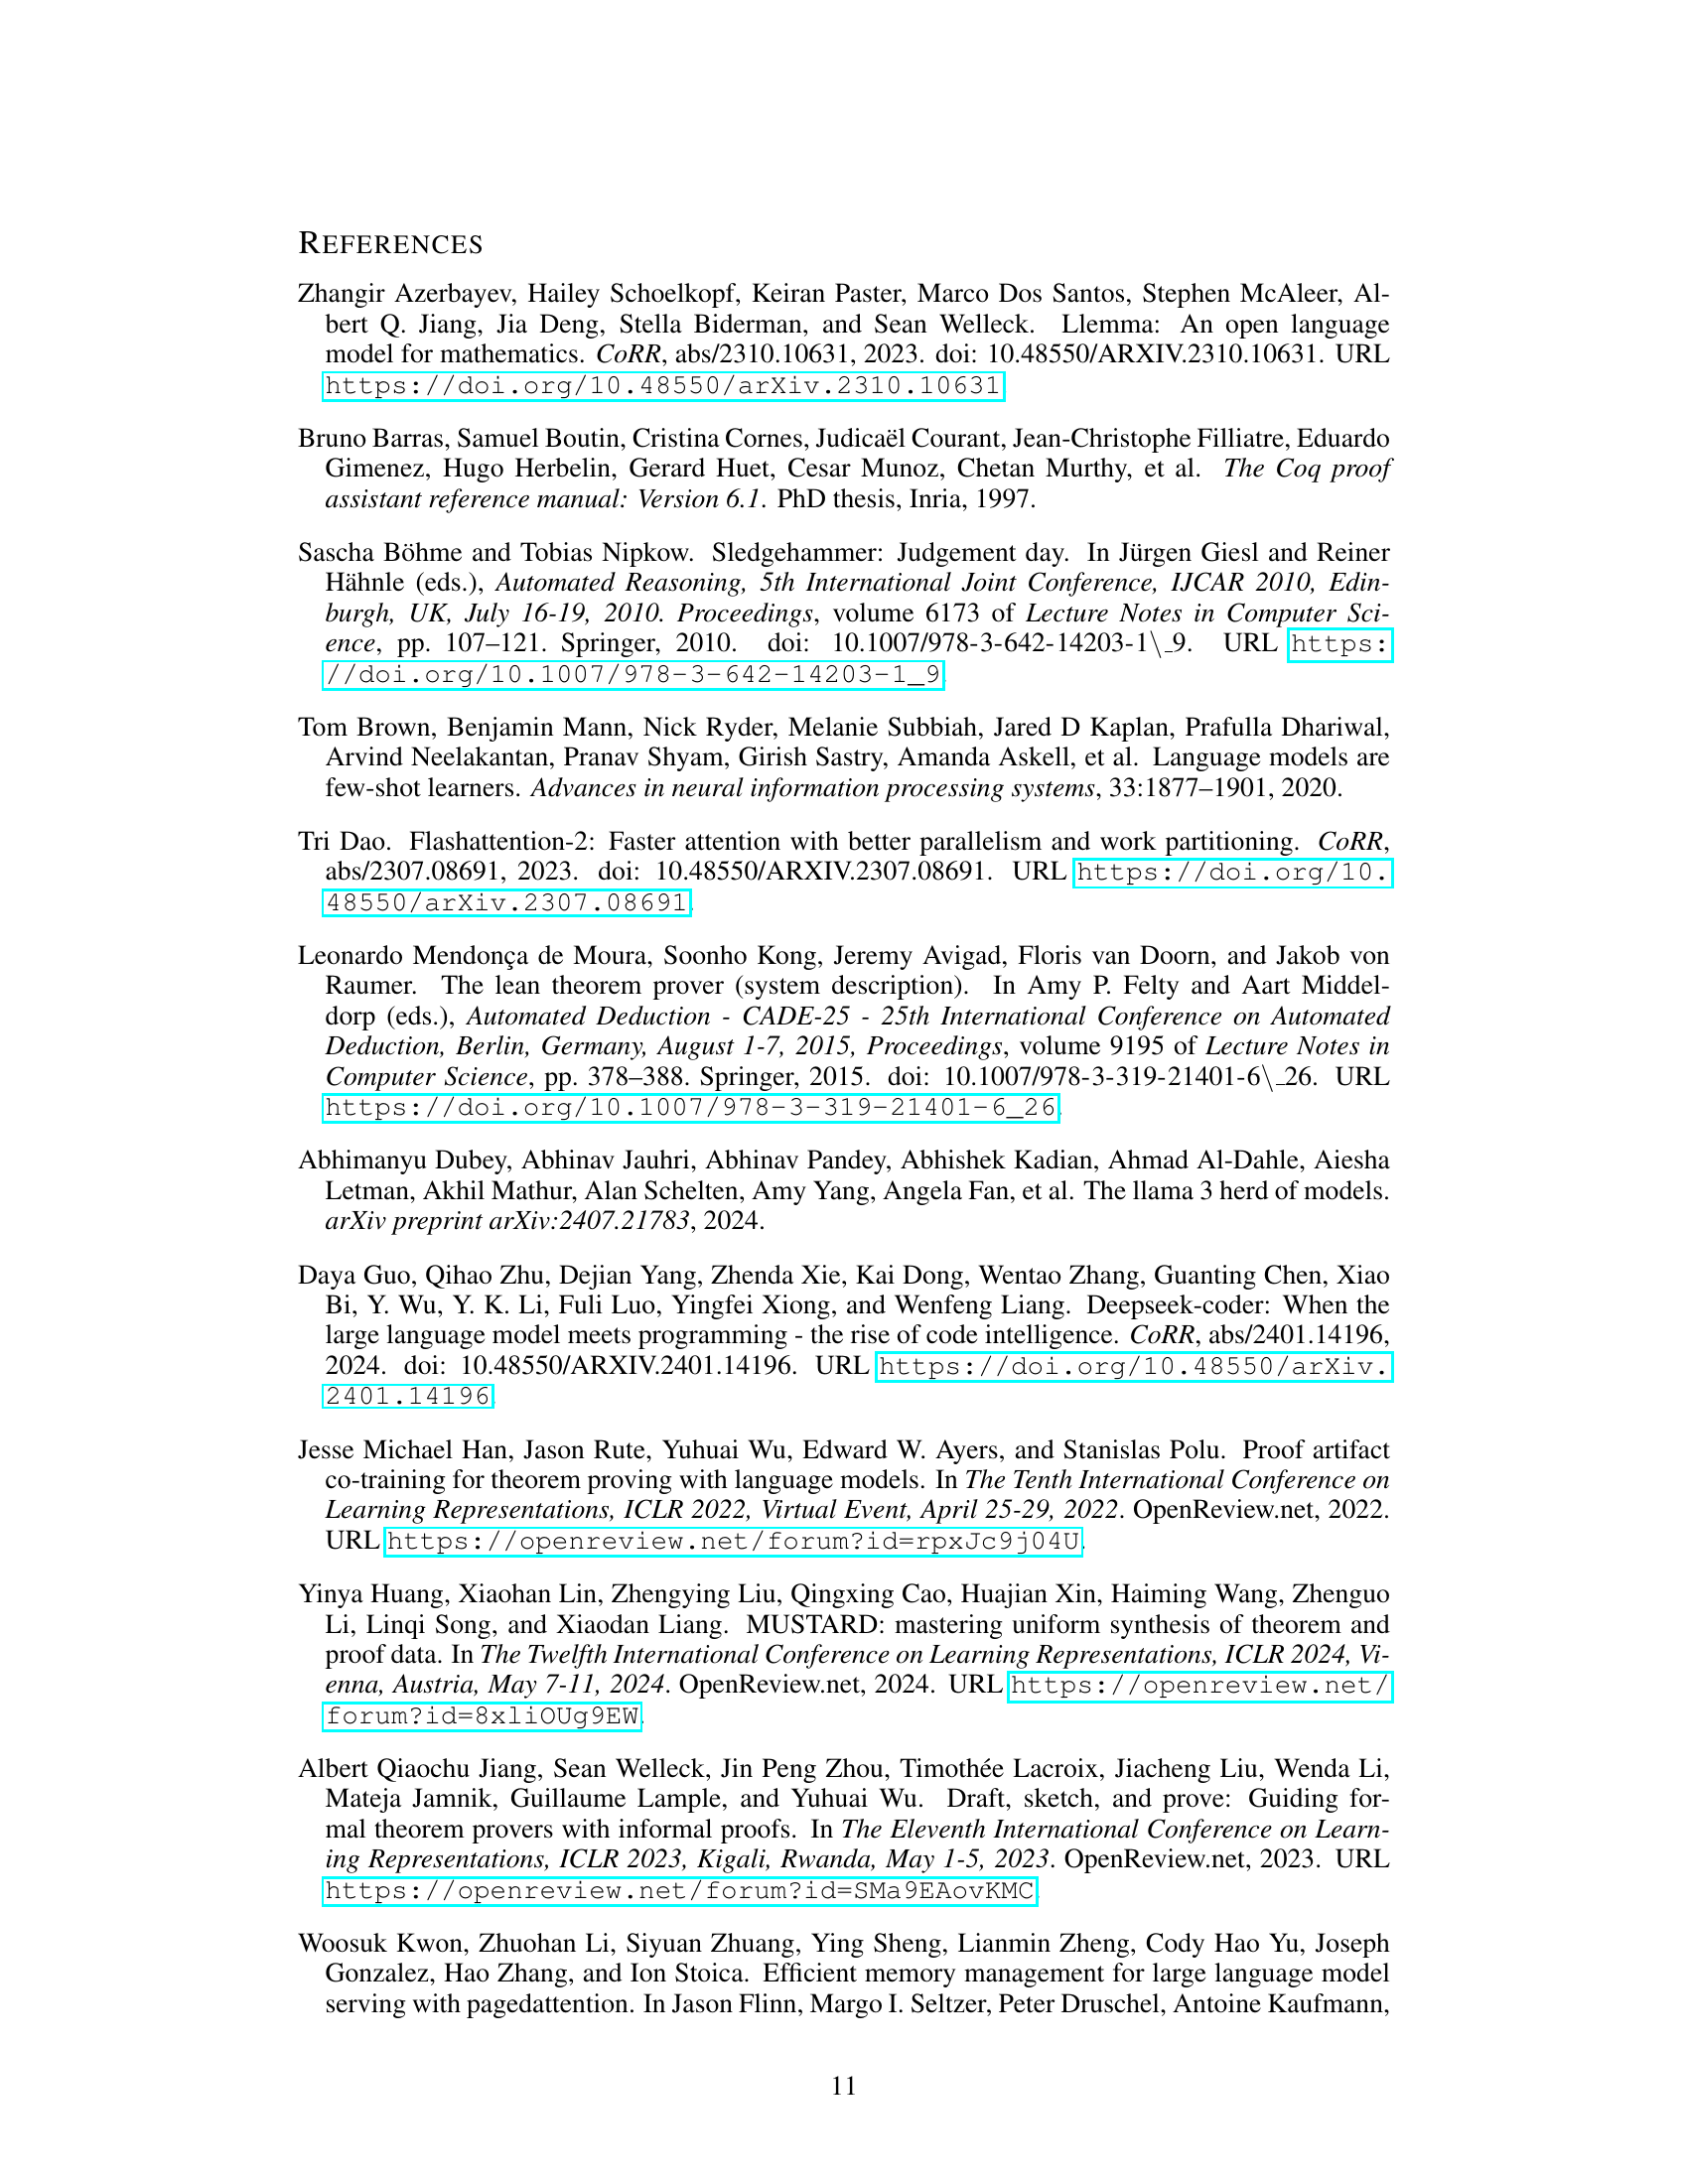 REFERENCES
Zhangir Azerbayev, Hailey Schoelkopf, Keiran Paster, Marco Dos Santos, Stephen McAleer, Al-
bert Q. Jiang, Jia Deng, Stella Biderman, and Sean Welleck. Llemma: An open language
model for mathematics. CoRR, abs/2310.10631, 2023. doi: 10.48550/ARXIV.2310.10631. URL
https://doi.org/10.48550/arXiv.2310.10631.
Bruno Barras, Samuel Boutin, Cristina Cornes, Judicaël Courant, Jean-Christophe Filliatre, Eduardo
Gimenez, Hugo Herbelin, Gerard Huet, Cesar Munoz, Chetan Murthy, et al. The Coq proof
assistant reference manual: Version 6.1. PhD thesis, Inria, 1997.
Sascha Böhme and Tobias Nipkow. Sledgehammer: Judgement day. In Jürgen Giesl and Reiner
Hähnle (eds.), Automated Reasoning, 5th International Joint Conference, IJCAR 2010, Edin-
burgh, UK, July 16-19, 2010. Proceedings, volume 6173 of Lecture Notes in Computer Sci-
ence, pp. 107–121. Springer, 2010. doi: 10.1007/978-3-642-14203-1\_9. URL https:
//doi.org/10.1007/978-3-642-14203-1_9.
Tom Brown, Benjamin Mann, Nick Ryder, Melanie Subbiah, Jared D Kaplan, Prafulla Dhariwal,
Arvind Neelakantan, Pranav Shyam, Girish Sastry, Amanda Askell, et al. Language models are
few-shot learners. Advances in neural information processing systems, 33:1877–1901, 2020.
Tri Dao. Flashattention-2: Faster attention with better parallelism and work partitioning. CoRR,
abs/2307.08691, 2023. doi: 10.48550/ARXIV.2307.08691. URL https://doi.org/10.
48550/arXiv.2307.08691.
Leonardo Mendonça de Moura, Soonho Kong, Jeremy Avigad, Floris van Doorn, and Jakob von
Raumer. The lean theorem prover (system description). In Amy P. Felty and Aart Middel-
dorp (eds.), Automated Deduction - CADE-25 - 25th International Conference on Automated
Deduction, Berlin, Germany, August 1-7, 2015, Proceedings, volume 9195 of Lecture Notes in
Computer Science, pp. 378–388. Springer, 2015. doi: 10.1007/978-3-319-21401-6\_26. URL
https://doi.org/10.1007/978-3-319-21401-6_26.
Abhimanyu Dubey, Abhinav Jauhri, Abhinav Pandey, Abhishek Kadian, Ahmad Al-Dahle, Aiesha
Letman, Akhil Mathur, Alan Schelten, Amy Yang, Angela Fan, et al. The llama 3 herd of models.
arXiv preprint arXiv:2407.21783, 2024.
Daya Guo, Qihao Zhu, Dejian Yang, Zhenda Xie, Kai Dong, Wentao Zhang, Guanting Chen, Xiao
Bi, Y. Wu, Y. K. Li, Fuli Luo, Yingfei Xiong, and Wenfeng Liang. Deepseek-coder: When the
large language model meets programming - the rise of code intelligence. CoRR, abs/2401.14196,
2024. doi: 10.48550/ARXIV.2401.14196. URL https://doi.org/10.48550/arXiv.
2401.14196.
Jesse Michael Han, Jason Rute, Yuhuai Wu, Edward W. Ayers, and Stanislas Polu. Proof artifact
co-training for theorem proving with language models. In The Tenth International Conference on
Learning Representations, ICLR 2022, Virtual Event, April 25-29, 2022. OpenReview.net, 2022.
URL https://openreview.net/forum?id=rpxJc9j04U.
Yinya Huang, Xiaohan Lin, Zhengying Liu, Qingxing Cao, Huajian Xin, Haiming Wang, Zhenguo
Li, Linqi Song, and Xiaodan Liang. MUSTARD: mastering uniform synthesis of theorem and
proof data. In The Twelfth International Conference on Learning Representations, ICLR 2024, Vi-
enna, Austria, May 7-11, 2024. OpenReview.net, 2024. URL https://openreview.net/
forum?id=8xliOUg9EW.
Albert Qiaochu Jiang, Sean Welleck, Jin Peng Zhou, Timothée Lacroix, Jiacheng Liu, Wenda Li,
Mateja Jamnik, Guillaume Lample, and Yuhuai Wu. Draft, sketch, and prove: Guiding for-
mal theorem provers with informal proofs. In The Eleventh International Conference on Learn-
ing Representations, ICLR 2023, Kigali, Rwanda, May 1-5, 2023. OpenReview.net, 2023. URL
https://openreview.net/forum?id=SMa9EAovKMC.
Woosuk Kwon, Zhuohan Li, Siyuan Zhuang, Ying Sheng, Lianmin Zheng, Cody Hao Yu, Joseph
Gonzalez, Hao Zhang, and Ion Stoica. Efficient memory management for large language model
serving with pagedattention. In Jason Flinn, Margo I. Seltzer, Peter Druschel, Antoine Kaufmann,
11